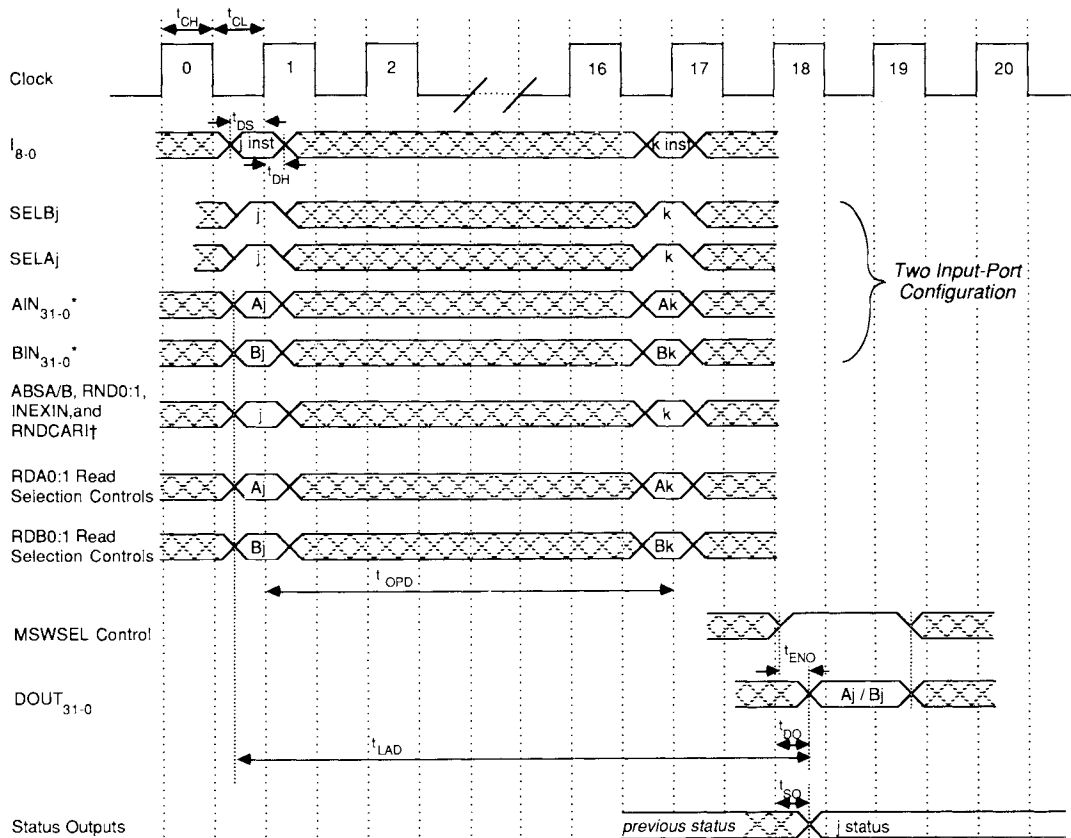 tCH tCL
Clock 0 1 2 16 17 18 19 20
tDS
I8-0 j inst k inst
tDH
SELBj j k
SELAj j k
Two Input-Port
Configuration
AIN31-0* Aj Ak
BIN31-0* Bj Bk
ABSA/B, RND0:1,
INEXIN,and
RNDCARI† j k
RDA0:1 Read
Selection Controls Aj Ak
RDB0:1 Read
Selection Controls Bj Bk
tOPD
MSWSEL Control
tENO
DOUT31-0 Aj / Bj
tDO
tLAD
tSO
Status Outputs previous status j status